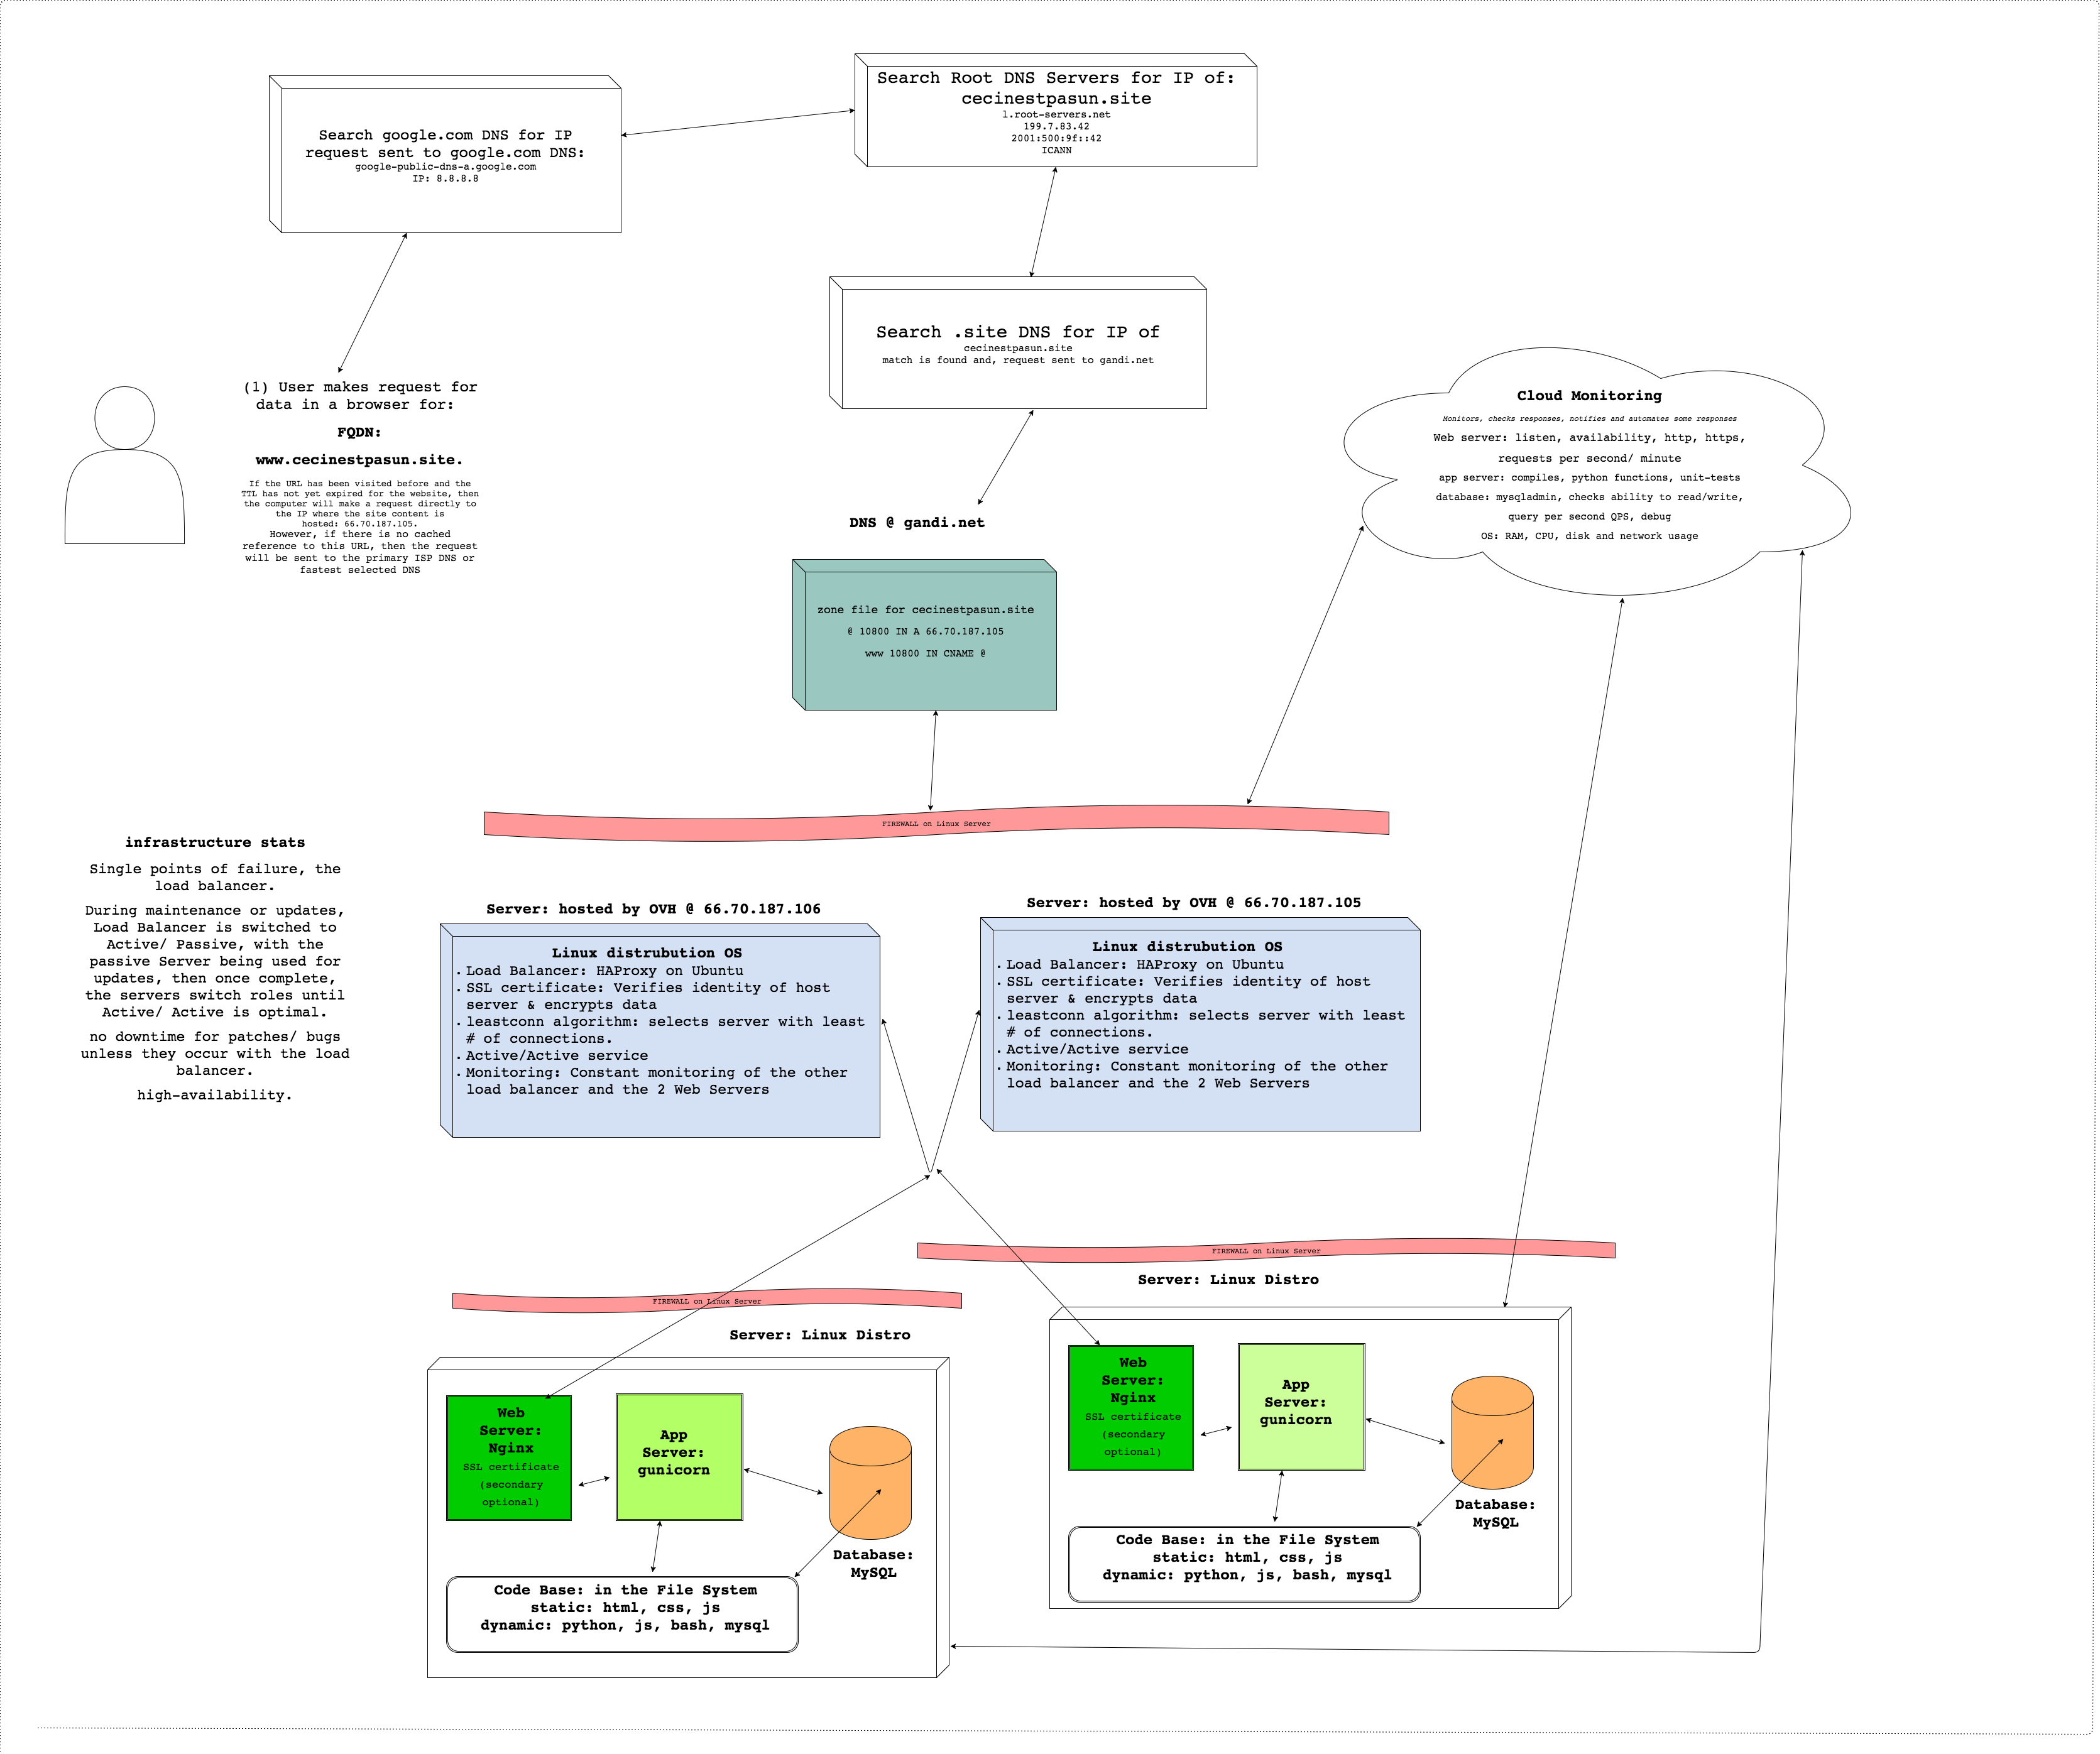 Search google.com DNS for IP
request sent to google.com DNS:
google-public-dns-a.google.com
IP: 8.8.8.8
Search Root DNS Servers for IP of:
cecinestpasun.site
l.root-servers.net
199.7.83.42
2001:500:9f::42
ICANN
Search .site DNS for IP of
cecinestpasun.site
match is found and, request sent to gandi.net
(1) User makes request for
data in a browser for:
FQDN:
www.cecinestpasun.site.
If the URL has been visited before and the
TTL has not yet expired for the website, then
the computer will make a request directly to
the IP where the site content is
hosted: 66.70.187.105.
However, if there is no cached
reference to this URL, then the request
will be sent to the primary ISP DNS or
fastest selected DNS
Cloud Monitoring
Monitors, checks responses, notifies and automates some responses
Web server: listen, availability, http, https,
requests per second/ minute
app server: compiles, python functions, unit-tests
database: mysqladmin, checks ability to read/write,
query per second QPS, debug
OS: RAM, CPU, disk and network usage
DNS @ gandi.net
zone file for cecinestpasun.site
@ 10800 IN A 66.70.187.105
www 10800 IN CNAME @
FIREWALL on Linux Server
infrastructure stats
Single points of failure, the
load balancer.
During maintenance or updates,
Load Balancer is switched to
Active/ Passive, with the
passive Server being used for
updates, then once complete,
the servers switch roles until
Active/ Active is optimal.
no downtime for patches/ bugs
unless they occur with the load
balancer.
high-availability.
Server: hosted by OVH @ 66.70.187.106
Linux distrubution OS
• Load Balancer: HAProxy on Ubuntu
• SSL certificate: Verifies identity of host
server & encrypts data
• leastconn algorithm: selects server with least
# of connections.
• Active/Active service
• Monitoring: Constant monitoring of the other
load balancer and the 2 Web Servers
Server: hosted by OVH @ 66.70.187.105
Linux distrubution OS
• Load Balancer: HAProxy on Ubuntu
• SSL certificate: Verifies identity of host
server & encrypts data
• leastconn algorithm: selects server with least
# of connections.
• Active/Active service
• Monitoring: Constant monitoring of the other
load balancer and the 2 Web Servers
FIREWALL on Linux Server
Server: Linux Distro
Web
Server:
Nginx
SSL certificate
(secondary
optional)
App
Server:
gunicorn
Database:
MySQL
Code Base: in the File System
static: html, css, js
dynamic: python, js, bash, mysql
FIREWALL on Linux Server
Server: Linux Distro
Web
Server:
Nginx
SSL certificate
(secondary
optional)
App
Server:
gunicorn
Database:
MySQL
Code Base: in the File System
static: html, css, js
dynamic: python, js, bash, mysql